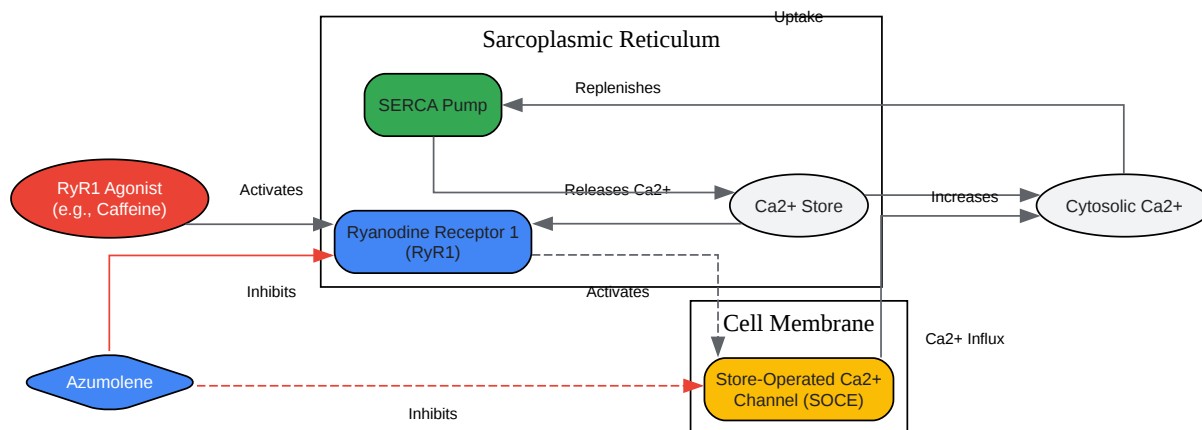 Uptake
Sarcoplasmic Reticulum
Replenishes
SERCA Pump
RyR1 Agonist
(e.g., Caffeine)
Activates
Releases Ca2+
Increases
Ca2+ Store
Cytosolic Ca2+
Ryanodine Receptor 1
(RyR1)
Inhibits
Activates
Cell Membrane
Ca2+ Influx
Azumolene
Store-Operated Ca2+
Channel (SOCE)
Inhibits